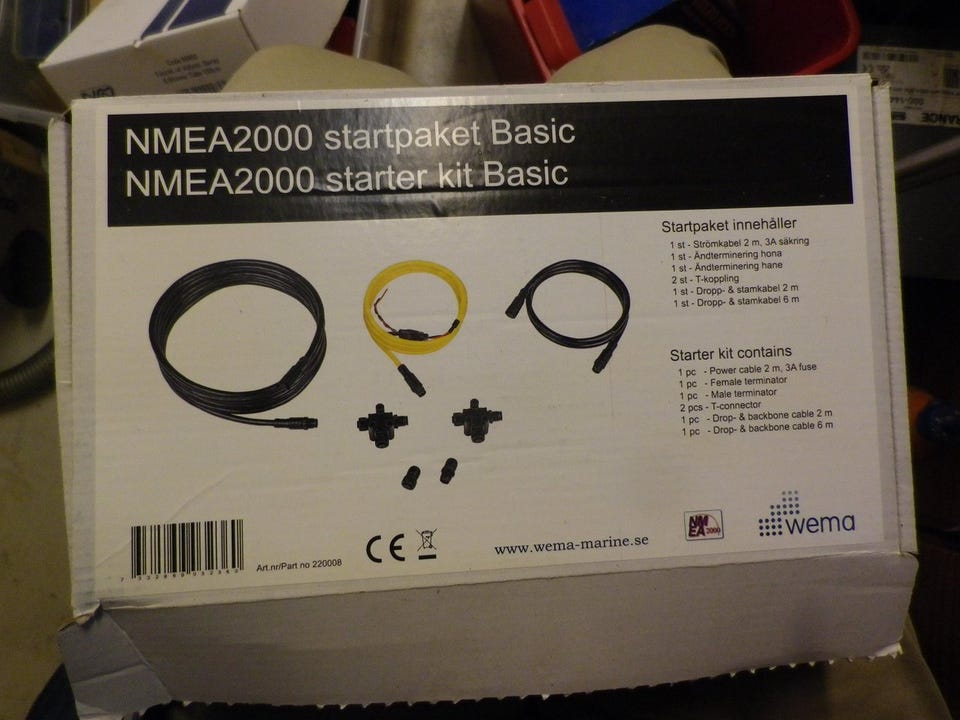 NMEA2000 startpaket Basic
NMEA2000 starter kit Basic
Startpaket innehåller
1 st - Strömkabel 2 m, 3A säkring
1 st - Ändterminering hona
1 st - Ändterminering hane
2 st - T-koppling
1 st - Dropp- & stamkabel 2 m
1 st - Dropp- & stamkabel 6 m
Starter kit contains
1 pc - Power cable 2 m, 3A fuse
1 pc - Female terminator
1 pc - Male terminator
2 pcs - T-connector
1 pc - Drop- & backbone cable 2 m
1 pc - Drop- & backbone cable 6 m
Art.nr/Part no 220008
CE
www.wema-marine.se
NM
EA 2000
wema